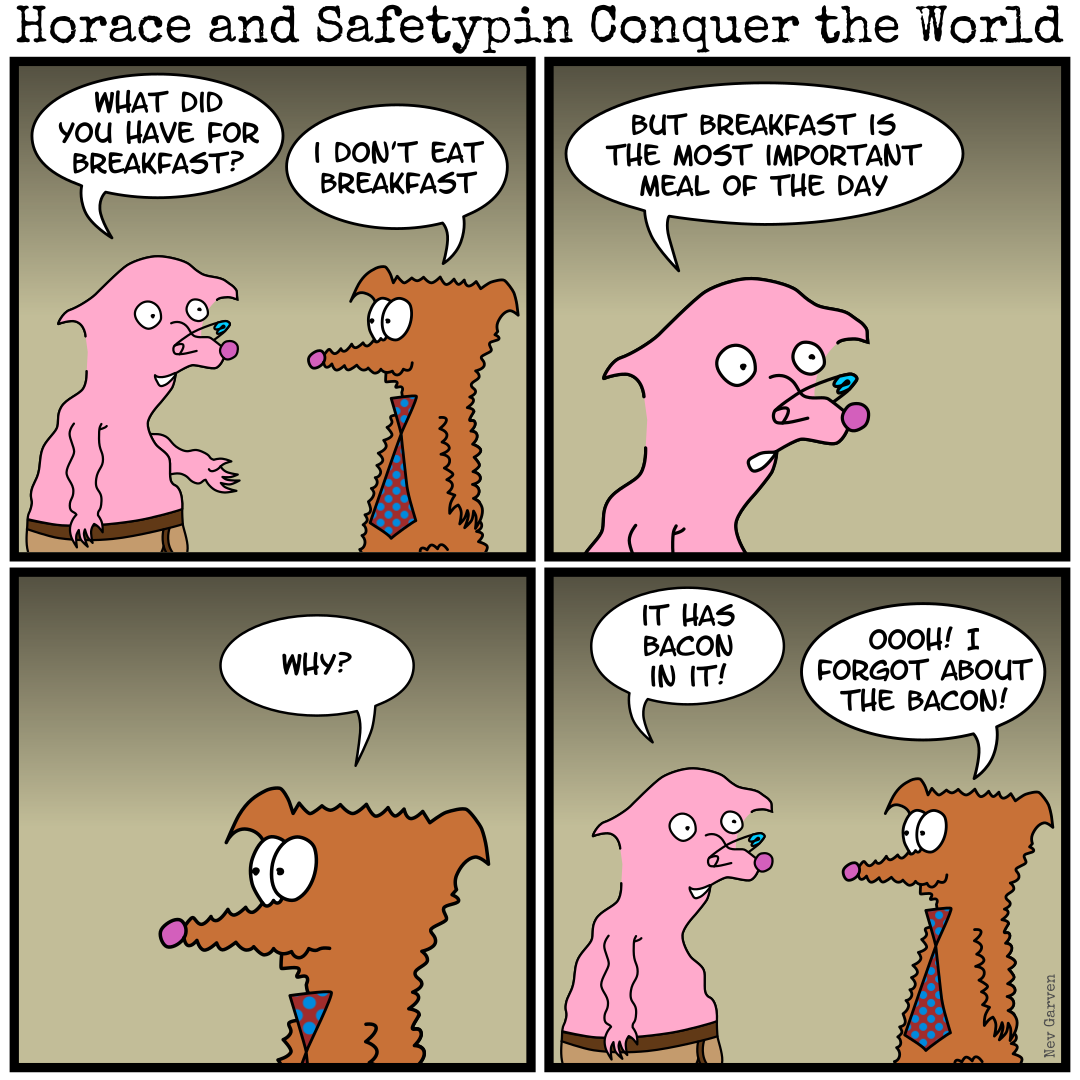 Horace and Safetypin Conquer the World
WHAT DID
YOU HAVE FOR
BREAKFAST?
I DON'T EAT
BREAKFAST
BUT BREAKFAST IS
THE MOST IMPORTANT
MEAL OF THE DAY
WHY?
IT HAS
BACON
IN IT!
OOOH! I
FORGOT ABOUT
THE BACON!
Nev Garven